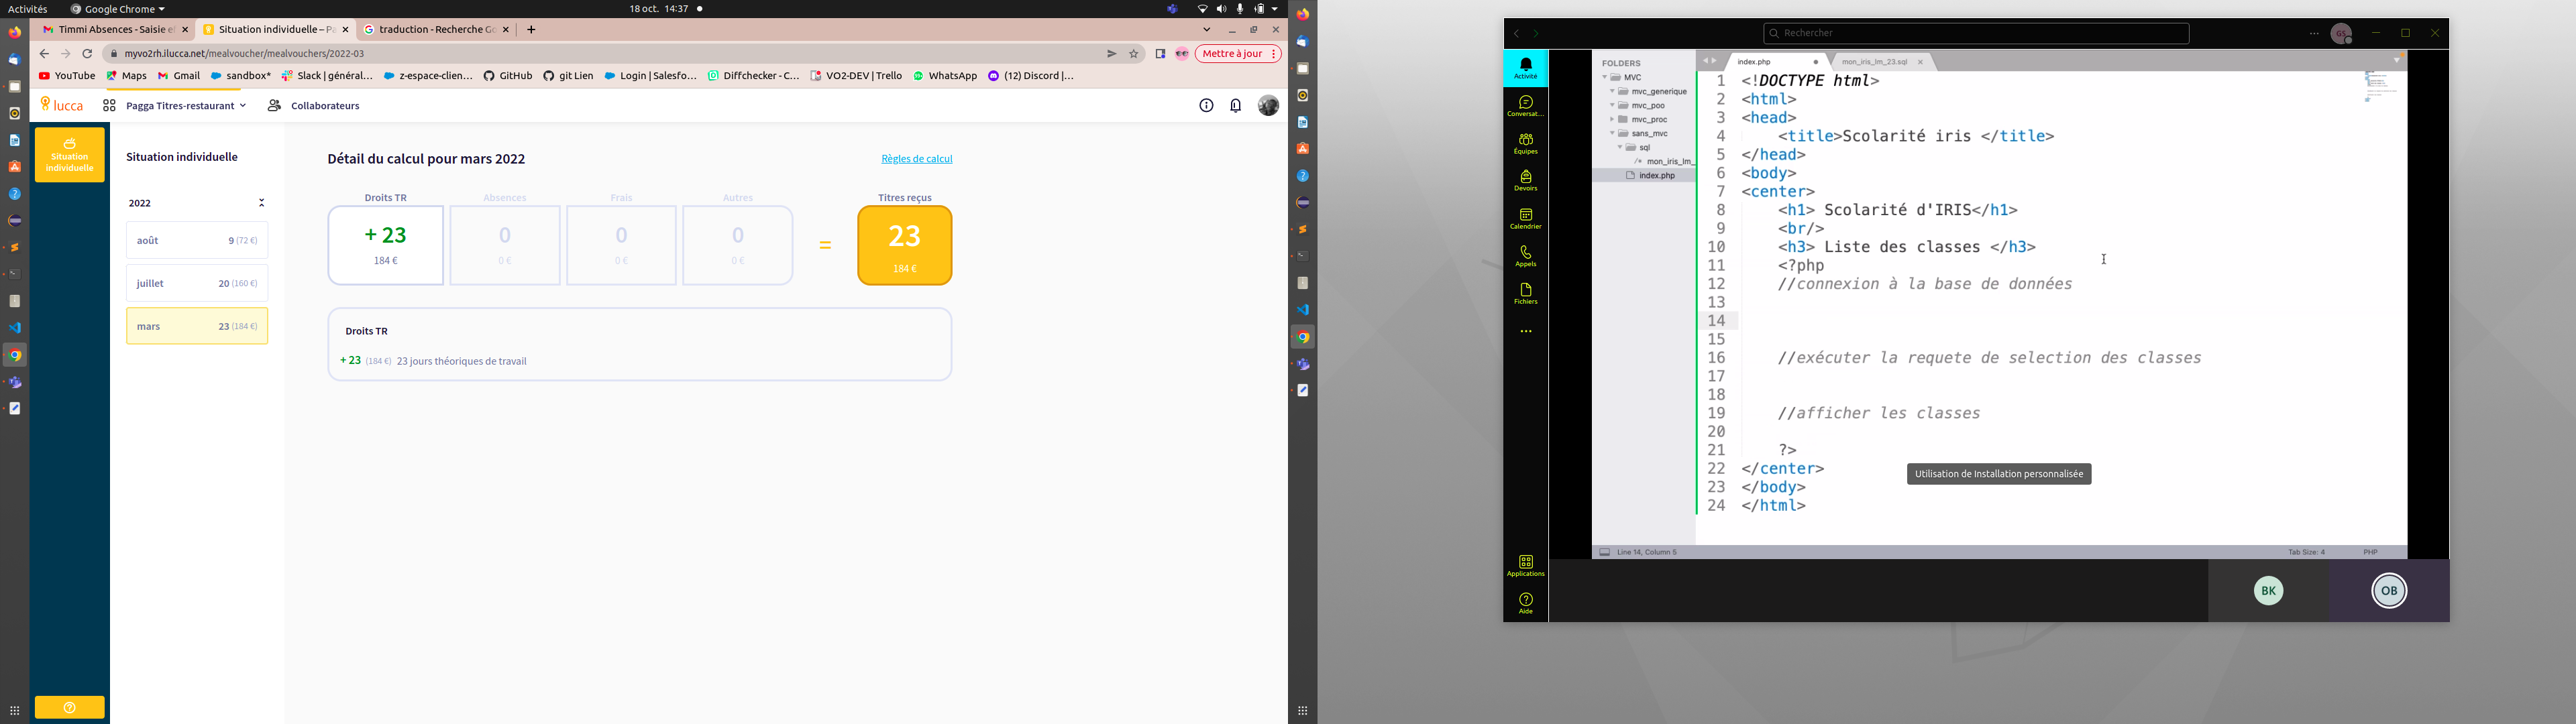 Activités
Google Chrome
18 oct. 14:37
Timmi Absences - Saisie et
Situation individuelle – Pa
traduction - Recherche Go
myvo2rh.ilucca.net/mealvoucher/mealvouchers/2022-03
Mettre à jour
YouTube
Maps
Gmail
sandbox*
Slack | général…
z-espace-clien…
GitHub
git Lien
Login | Salesfo…
Diffchecker - C…
VO2-DEV | Trello
WhatsApp
(12) Discord |…
lucca
Pagga Titres-restaurant
Collaborateurs
Situation
individuelle
Situation individuelle
2022
août 9 (72 €)
juillet 20 (160 €)
mars 23 (184 €)
Détail du calcul pour mars 2022
Règles de calcul
Droits TR
Absences
Frais
Autres
Titres reçus
+ 23
0
0
0
=
23
184 €
0 €
0 €
0 €
184 €
Droits TR
+ 23 (184 €) 23 jours théoriques de travail
Rechercher
GS
Activité
Conversat…
Équipes
Devoirs
Calendrier
Appels
Fichiers
Applications
Aide
FOLDERS
MVC
mvc_generique
mvc_poo
mvc_proc
sans_mvc
sql
mon_iris_lm_
index.php
index.php
mon_iris_lm_23.sql
1 <!DOCTYPE html>
2 <html>
3 <head>
4 <title>Scolarité iris </title>
5 </head>
6 <body>
7 <center>
8 <h1> Scolarité d'IRIS</h1>
9 <br/>
10 <h3> Liste des classes </h3>
11 <?php
12 //connexion à la base de données
13
14
15
16 //exécuter la requete de selection des classes
17
18
19 //afficher les classes
20
21 ?>
22 </center>
23 </body>
24 </html>
Utilisation de Installation personnalisée
Line 14, Column 5
Tab Size: 4
PHP
BK
OB